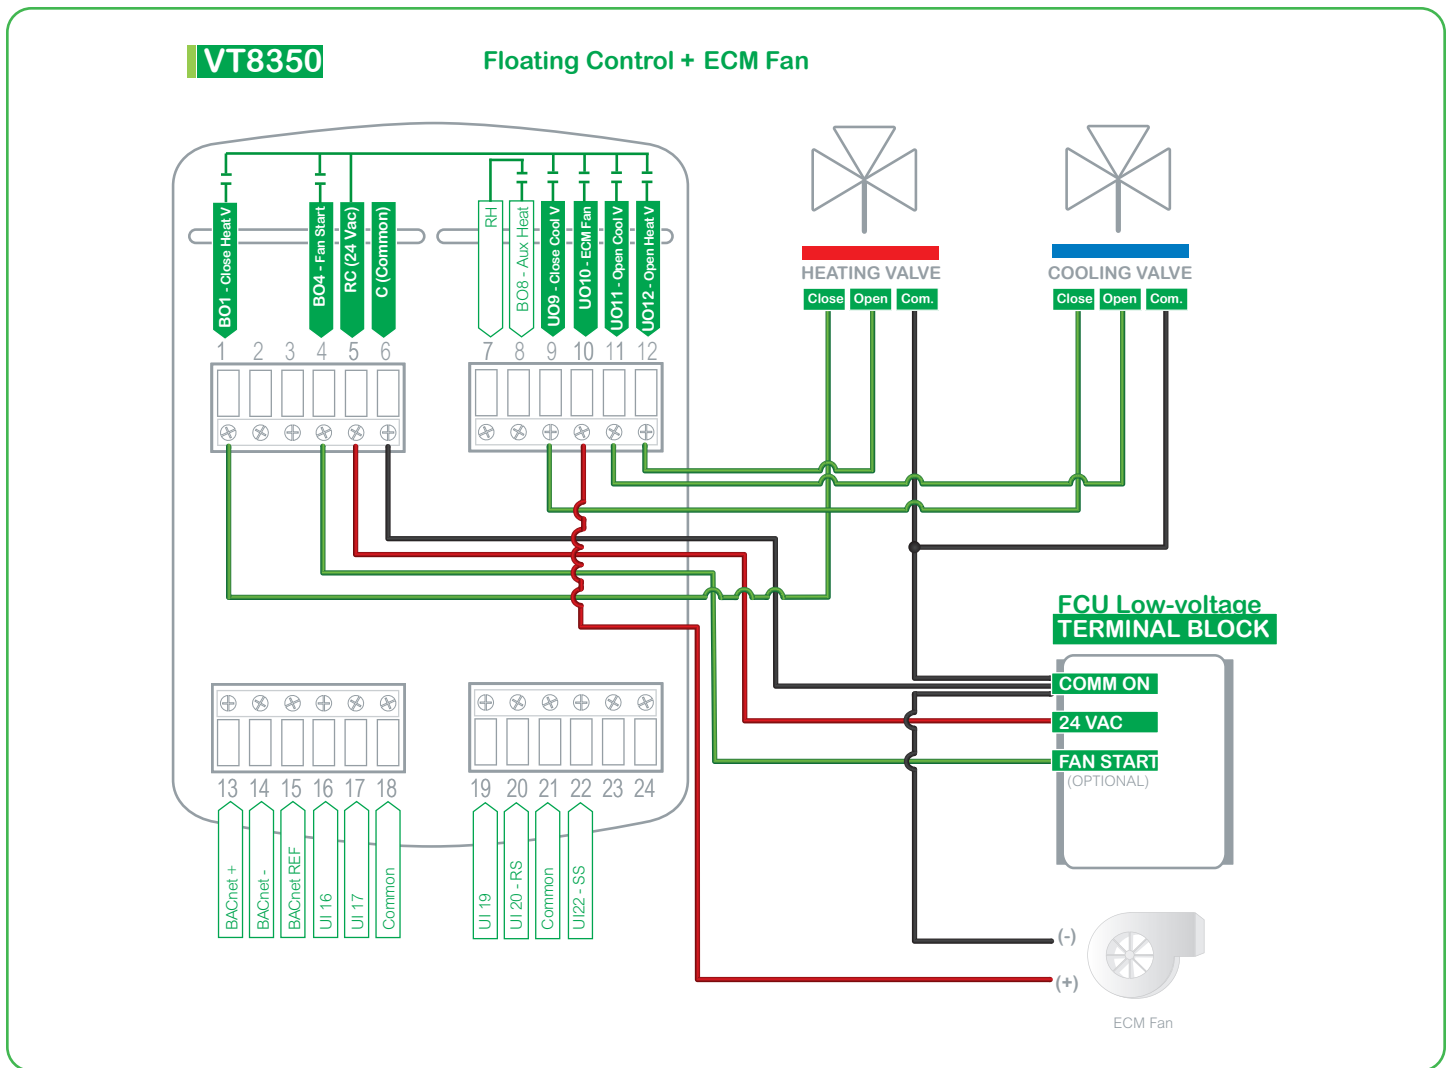 VT8350
Floating Control + ECM Fan
BO1 - Close Heat V
BO4 - Fan Start
RC (24 Vac)
C (Common)
RH
BO8 - Aux Heat
UO9 - Close Cool V
UO10 - ECM Fan
UO11 - Open Cool V
UO12 - Open Heat V
1 2 3 4 5 6
7 8 9 10 11 12
HEATING VALVE
Close Open Com.
COOLING VALVE
Close Open Com.
FCU Low-voltage
TERMINAL BLOCK
COMM ON
24 VAC
FAN START
(OPTIONAL)
13 14 15 16 17 18
19 20 21 22 23 24
BACnet +
BACnet -
BACnet REF
UI 16
UI 17
Common
UI 19
UI 20 - RS
Common
UI22 - SS
(-)
(+)
ECM Fan